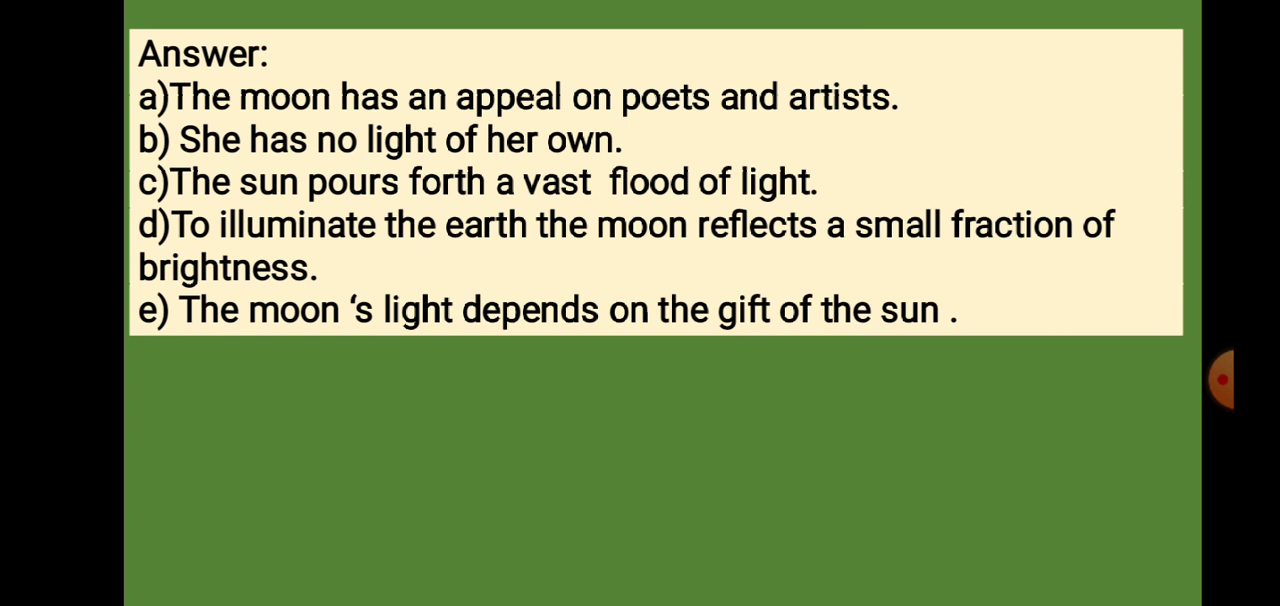 Answer:
a)The moon has an appeal on poets and artists.
b) She has no light of her own.
c)The sun pours forth a vast  flood of light.
d)To illuminate the earth the moon reflects a small fraction of
brightness.
e) The moon ‘s light depends on the gift of the sun .